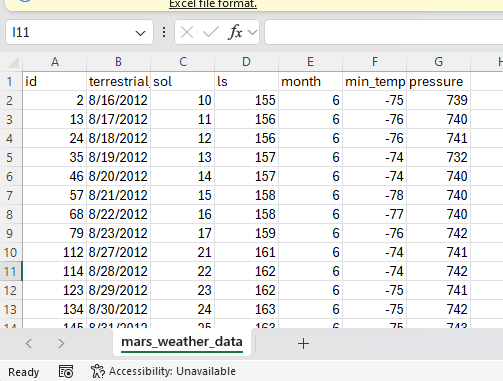 Excel file format.
I11
fx
A B C D E F G
1 id terrestrial_ sol ls month min_temp pressure
2 2 8/16/2012 10 155 6 -75 739
3 13 8/17/2012 11 156 6 -76 740
4 24 8/18/2012 12 156 6 -76 741
5 35 8/19/2012 13 157 6 -74 732
6 46 8/20/2012 14 157 6 -74 740
7 57 8/21/2012 15 158 6 -78 740
8 68 8/22/2012 16 158 6 -77 740
9 79 8/23/2012 17 159 6 -76 742
10 112 8/27/2012 21 161 6 -74 741
11 114 8/28/2012 22 162 6 -74 742
12 123 8/29/2012 23 162 6 -75 741
13 134 8/30/2012 24 163 6 -75 742
14 145 8/31/2012 25 163 6 -75 743
mars_weather_data
Ready Accessibility: Unavailable